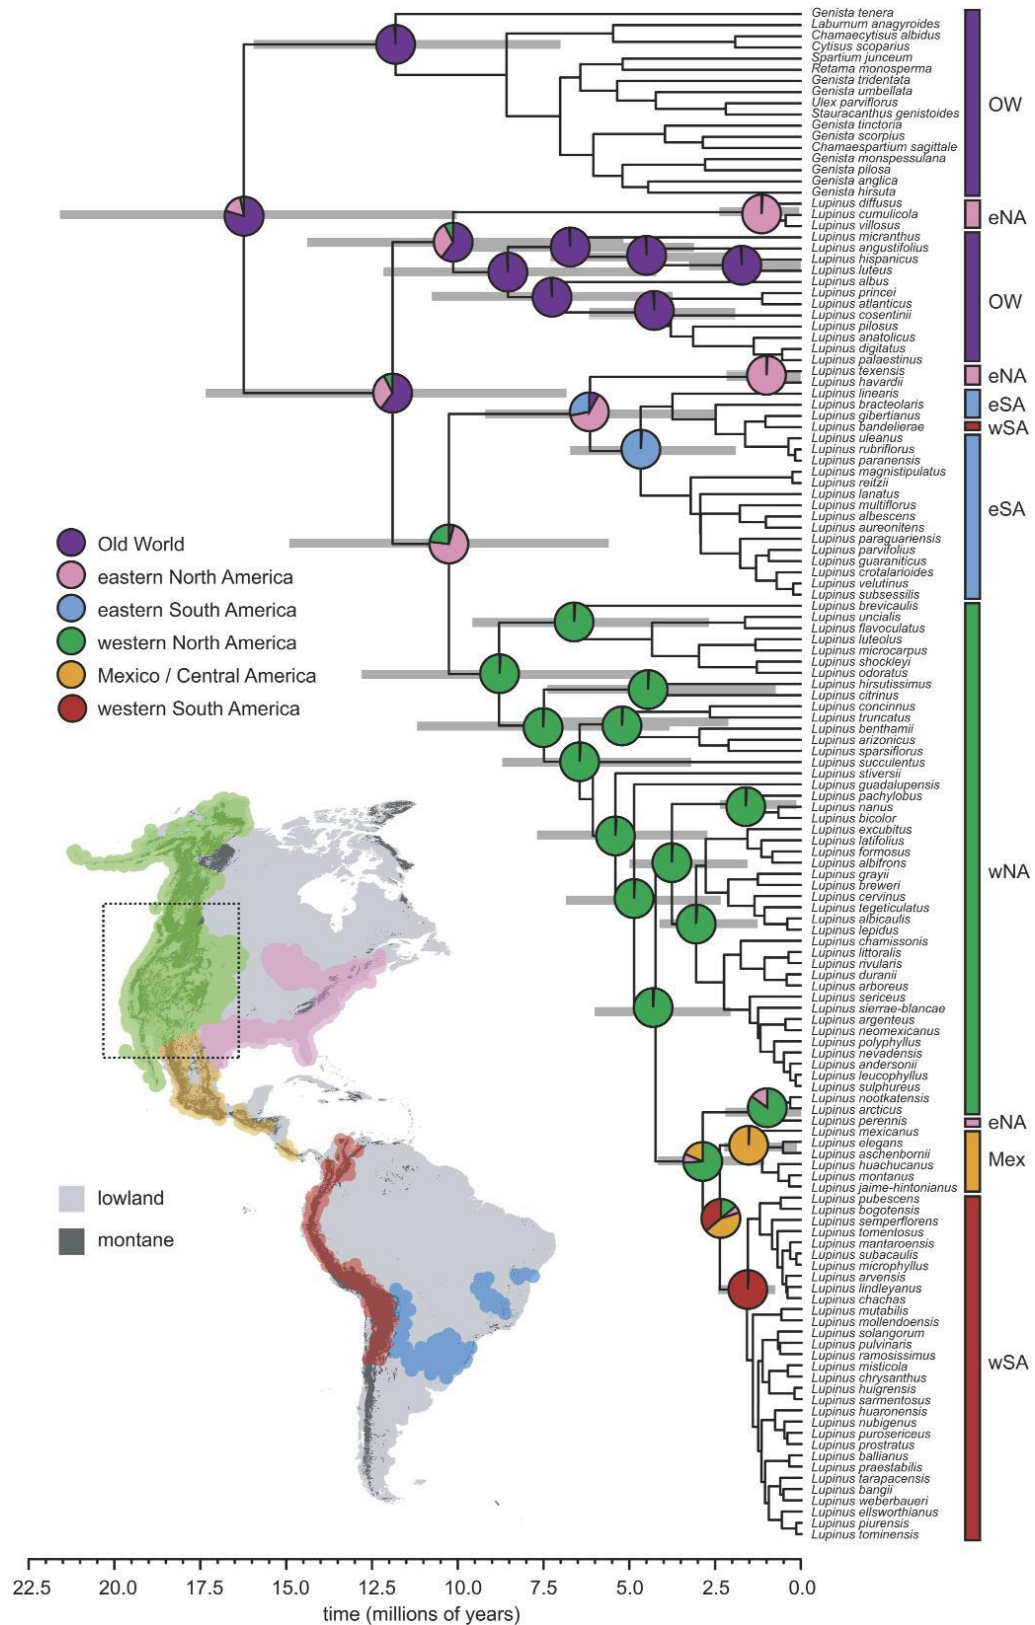 Genista tenera
Laburnum anagyroides
Chamaecytisus albidus
Cytisus scoparius
Spartium junceum
Retama monosperma
Genista tridentata
Genista umbellata
Ulex parviflorus
Stauracanthus genistoides
Genista tinctoria
Genista scorpius
Chamaespartium sagittale
Genista monspessulana
Genista pilosa
Genista anglica
Genista hirsuta
OW
Lupinus diffusus
Lupinus cumulicola
Lupinus villosus
eNA
Lupinus micranthus
Lupinus angustifolius
Lupinus hispanicus
Lupinus luteus
Lupinus albus
Lupinus princei
Lupinus atlanticus
Lupinus cosentinii
Lupinus pilosus
Lupinus anatolicus
Lupinus digitatus
Lupinus palaestinus
OW
Lupinus texensis
Lupinus havardii
eNA
Lupinus linearis
Lupinus bracteolaris
Lupinus gibertianus
eSA
Lupinus bandelierae
wSA
Lupinus uleanus
Lupinus rubriflorus
Lupinus paranensis
Lupinus magnistipulatus
Lupinus reitzii
Lupinus lanatus
Lupinus multiflorus
Lupinus albescens
Lupinus aureonitens
Lupinus paraguariensis
Lupinus parvifolius
Lupinus guaraniticus
Lupinus crotalarioides
Lupinus velutinus
Lupinus subsessilis
eSA
Lupinus brevicaulis
Lupinus uncialis
Lupinus flavoculatus
Lupinus luteolus
Lupinus microcarpus
Lupinus shockleyi
Lupinus odoratus
Lupinus hirsutissimus
Lupinus citrinus
Lupinus concinnus
Lupinus truncatus
Lupinus benthamii
Lupinus arizonicus
Lupinus sparsiflorus
Lupinus succulentus
Lupinus stiversii
Lupinus guadalupensis
Lupinus pachylobus
Lupinus nanus
Lupinus bicolor
Lupinus excubitus
Lupinus latifolius
Lupinus formosus
Lupinus albifrons
Lupinus grayii
Lupinus breweri
Lupinus cervinus
Lupinus tegeticulatus
Lupinus albicaulis
Lupinus lepidus
Lupinus chamissonis
Lupinus littoralis
Lupinus rivularis
Lupinus duranii
Lupinus arboreus
Lupinus sericeus
Lupinus sierrae-blancae
Lupinus argenteus
Lupinus neomexicanus
Lupinus polyphyllus
Lupinus nevadensis
Lupinus andersonii
Lupinus leucophyllus
Lupinus sulphureus
Lupinus nootkatensis
Lupinus arcticus
wNA
Lupinus perennis
eNA
Lupinus mexicanus
Lupinus elegans
Lupinus aschenbornii
Lupinus huachucanus
Lupinus montanus
Lupinus jaime-hintonianus
Mex
Lupinus pubescens
Lupinus bogotensis
Lupinus semperflorens
Lupinus tomentosus
Lupinus mantaroensis
Lupinus subacaulis
Lupinus microphyllus
Lupinus arvensis
Lupinus lindleyanus
Lupinus chachas
Lupinus mutabilis
Lupinus mollendoensis
Lupinus solangorum
Lupinus pulvinaris
Lupinus ramosissimus
Lupinus misticola
Lupinus chrysanthus
Lupinus huigrensis
Lupinus sarmentosus
Lupinus huaronensis
Lupinus nubigenus
Lupinus purosericeus
Lupinus prostratus
Lupinus ballianus
Lupinus praestabilis
Lupinus tarapacensis
Lupinus bangii
Lupinus weberbaueri
Lupinus ellsworthianus
Lupinus piurensis
Lupinus tominensis
wSA
Old World
eastern North America
eastern South America
western North America
Mexico / Central America
western South America
lowland
montane
22.5 20.0 17.5 15.0 12.5 10.0 7.5 5.0 2.5 0.0
time (millions of years)